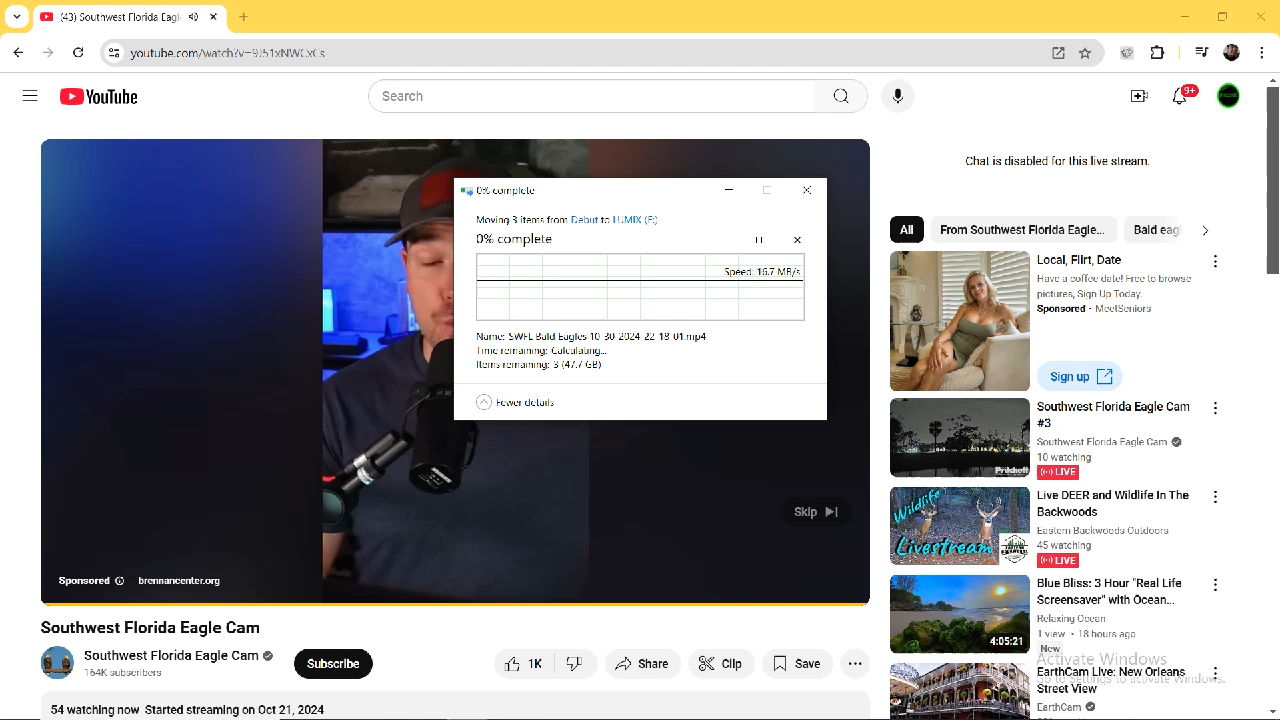 (43) Southwest Florida Eagle
youtube.com/watch?v=9J51xNWCxCs
YouTube
Search
9+
0% complete
Moving 3 items from Debut to LUMIX (E:)
0% complete
Speed: 16.7 MB/s
Name: SWFL Bald Eagles 10-30-2024-22-18-01.mp4
Time remaining: Calculating...
Items remaining: 3 (47.7 GB)
Fewer details
Skip
Sponsored
brennancenter.org
Southwest Florida Eagle Cam
Southwest Florida Eagle Cam
164K subscribers
Subscribe
1K
Share
Clip
Save
54 watching now Started streaming on Oct 21, 2024
Chat is disabled for this live stream.
All
From Southwest Florida Eagle...
Bald eagl
Local, Flirt, Date
Have a coffee date! Free to browse
pictures, Sign Up Today.
Sponsored · MeetSeniors
Sign up
Southwest Florida Eagle Cam
#3
Southwest Florida Eagle Cam
10 watching
LIVE
Pritchett
Live DEER and Wildlife In The
Backwoods
Eastern Backwoods Outdoors
45 watching
LIVE
Wildlife
Livestream
Blue Bliss: 3 Hour "Real Life
Screensaver" with Ocean...
Relaxing Ocean
1 view · 18 hours ago
New
4:05:21
EarthCam Live: New Orleans
Street View
EarthCam
Activate Windows
Go to Settings to activate Windows.